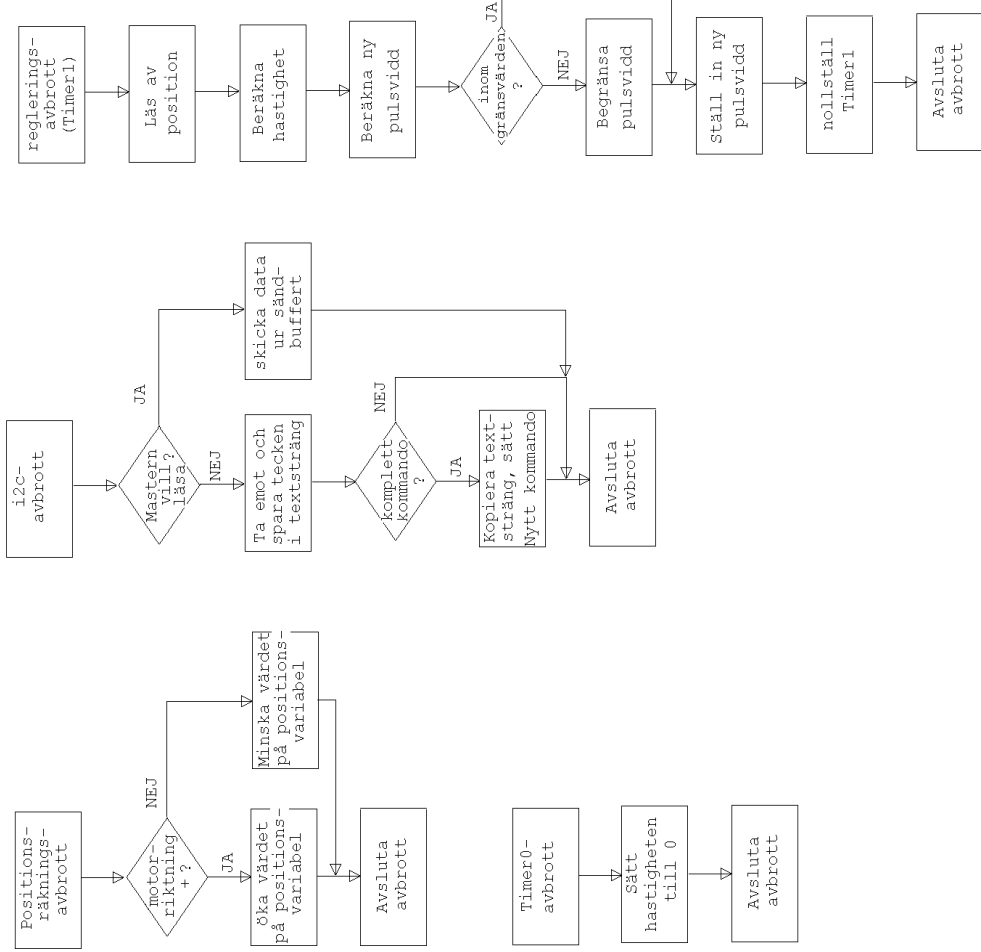 Positions-
räknings-
avbrott
motor-
riktning
+ ?
NEJ
JA
öka värdet
på positions-
variabel
Minska värdet
på positions-
variabel
Avsluta
avbrott
Timer0-
avbrott
Sätt
hastigheten
till 0
Avsluta
avbrott
i2c-
avbrott
Mastern
vill ?
läsa
JA
NEJ
Ta emot och
spara tecken
i textsträng
skicka data
ur sänd-
buffert
komplett
kommando
?
NEJ
JA
Kopiera text-
sträng, sätt
Nytt kommando
Avsluta
avbrott
reglerings-
avbrott
(Timer1)
Läs av
position
Beräkna
hastighet
Beräkna ny
pulsvidd
inom
<gränsvärden>
?
JA
NEJ
Begränsa
pulsvidd
Ställ in ny
pulsvidd
nollställ
Timer1
Avsluta
avbrott